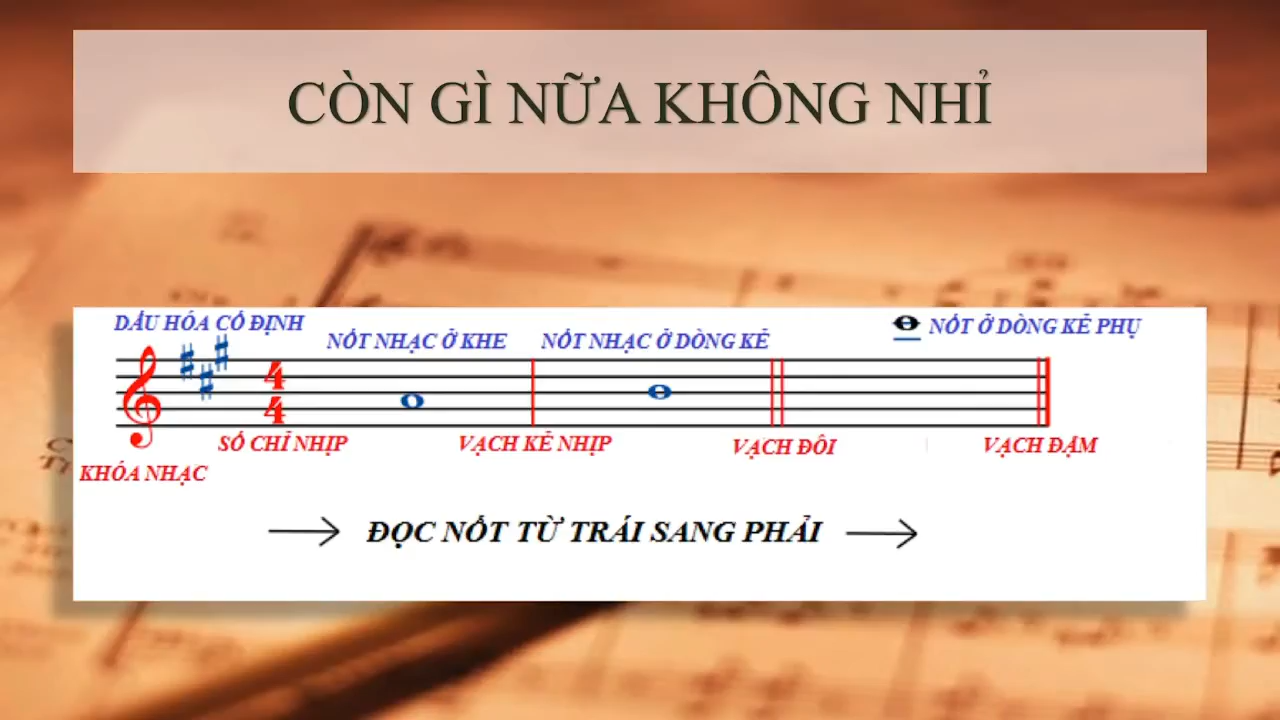 CÒN GÌ NỮA KHÔNG NHỈ
DẤU HÓA CỐ ĐỊNH
NỐT NHẠC Ở KHE
NỐT NHẠC Ở DÒNG KẺ
NỐT Ở DÒNG KẺ PHỤ
4
4
SỐ CHỈ NHỊP
VẠCH KẺ NHỊP
VẠCH ĐÔI
VẠCH ĐẬM
KHÓA NHẠC
ĐỌC NỐT TỪ TRÁI SANG PHẢI